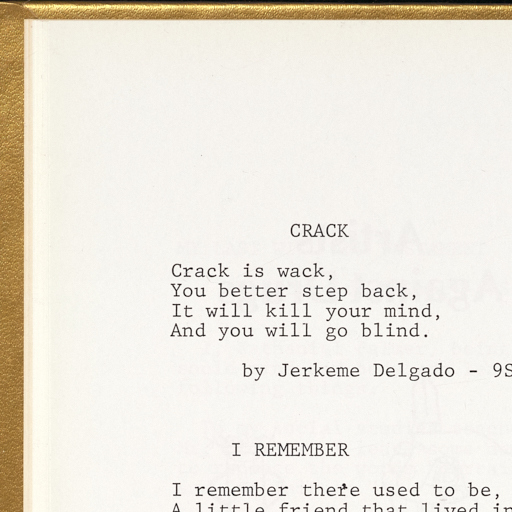 CRACK
Crack is wack,
You better step back,
It will kill your mind,
And you will go blind.
by Jerkeme Delgado - 9S
I REMEMBER
I remember there used to be,
A little friend that lived in